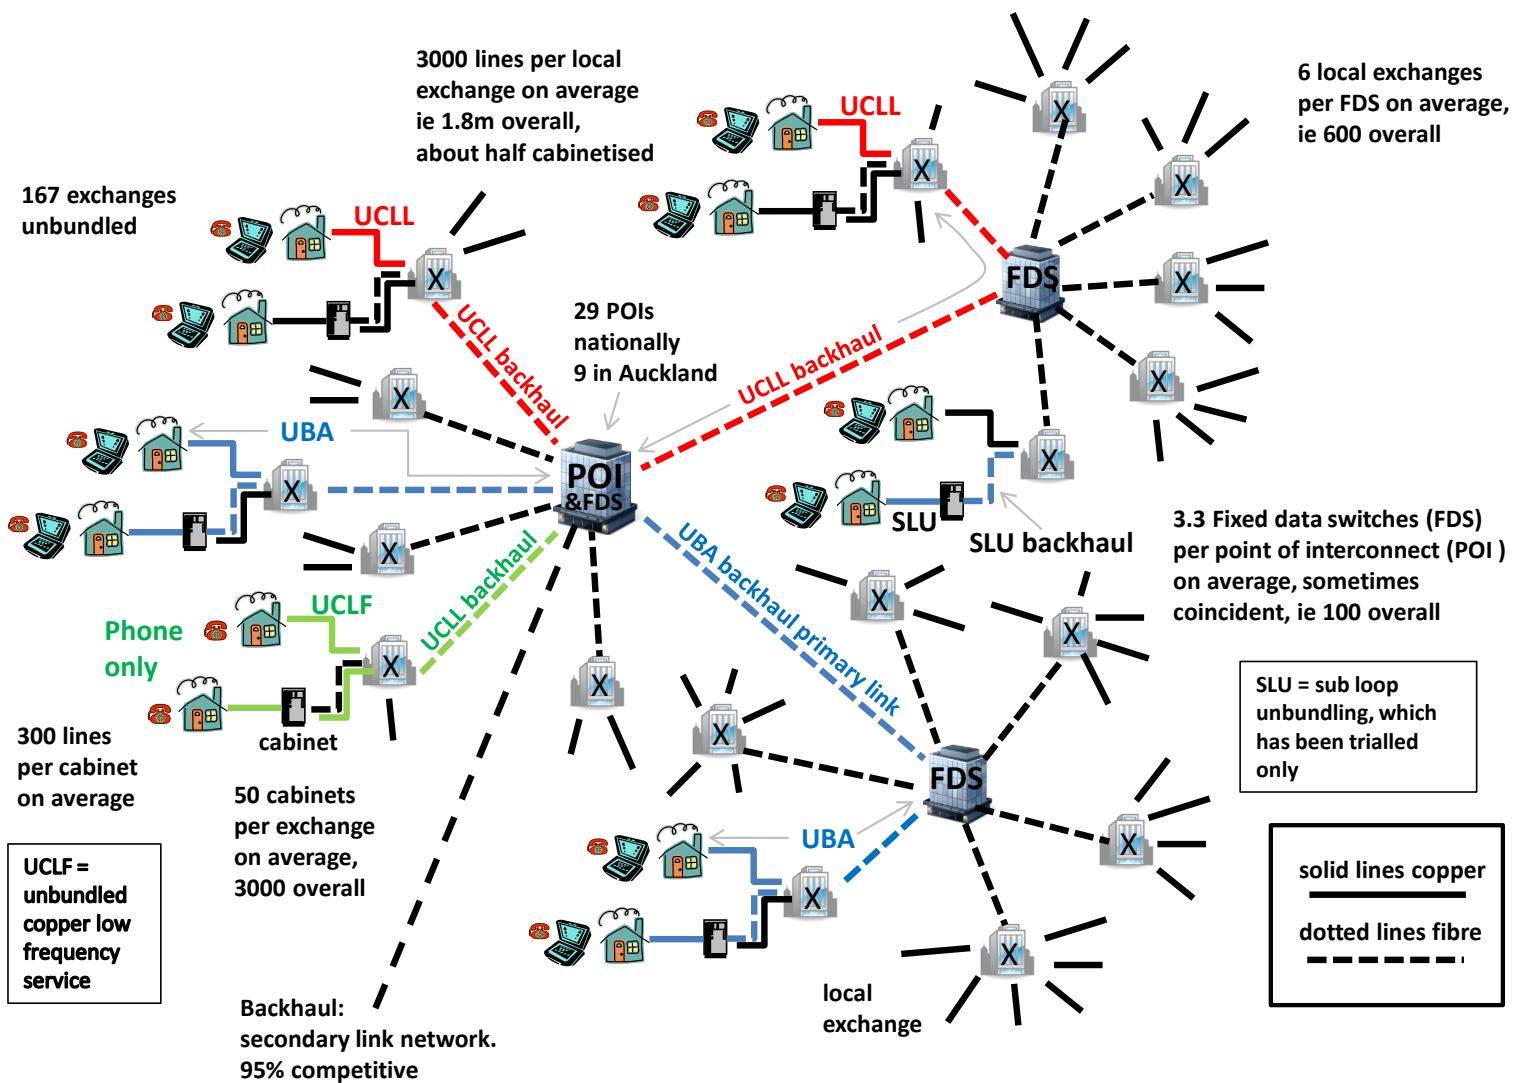 3000 lines per local
exchange on average
ie 1.8m overall,
about half cabinetised
6 local exchanges
per FDS on average,
ie 600 overall
UCLL
X
X
X
167 exchanges
unbundled
UCLL
X
X
FDS
X
UCLL backhaul
29 POIs
nationally
9 in Auckland
UCLL backhaul
X
X
UBA
X
POI
&FDS
X
SLU
SLU backhaul
3.3 Fixed data switches (FDS)
per point of interconnect (POI )
on average, sometimes
coincident, ie 100 overall
X
UCLL backhaul
UBA backhaul primary link
X
X
UCLF
Phone
only
X
X
cabinet
X
FDS
SLU = sub loop
unbundling, which
has been trialled
only
300 lines
per cabinet
on average
50 cabinets
per exchange
on average,
3000 overall
UBA
X
X
UCLF =
unbundled
copper low
frequency
service
solid lines copper
dotted lines fibre
X
local
exchange
Backhaul:
secondary link network.
95% competitive